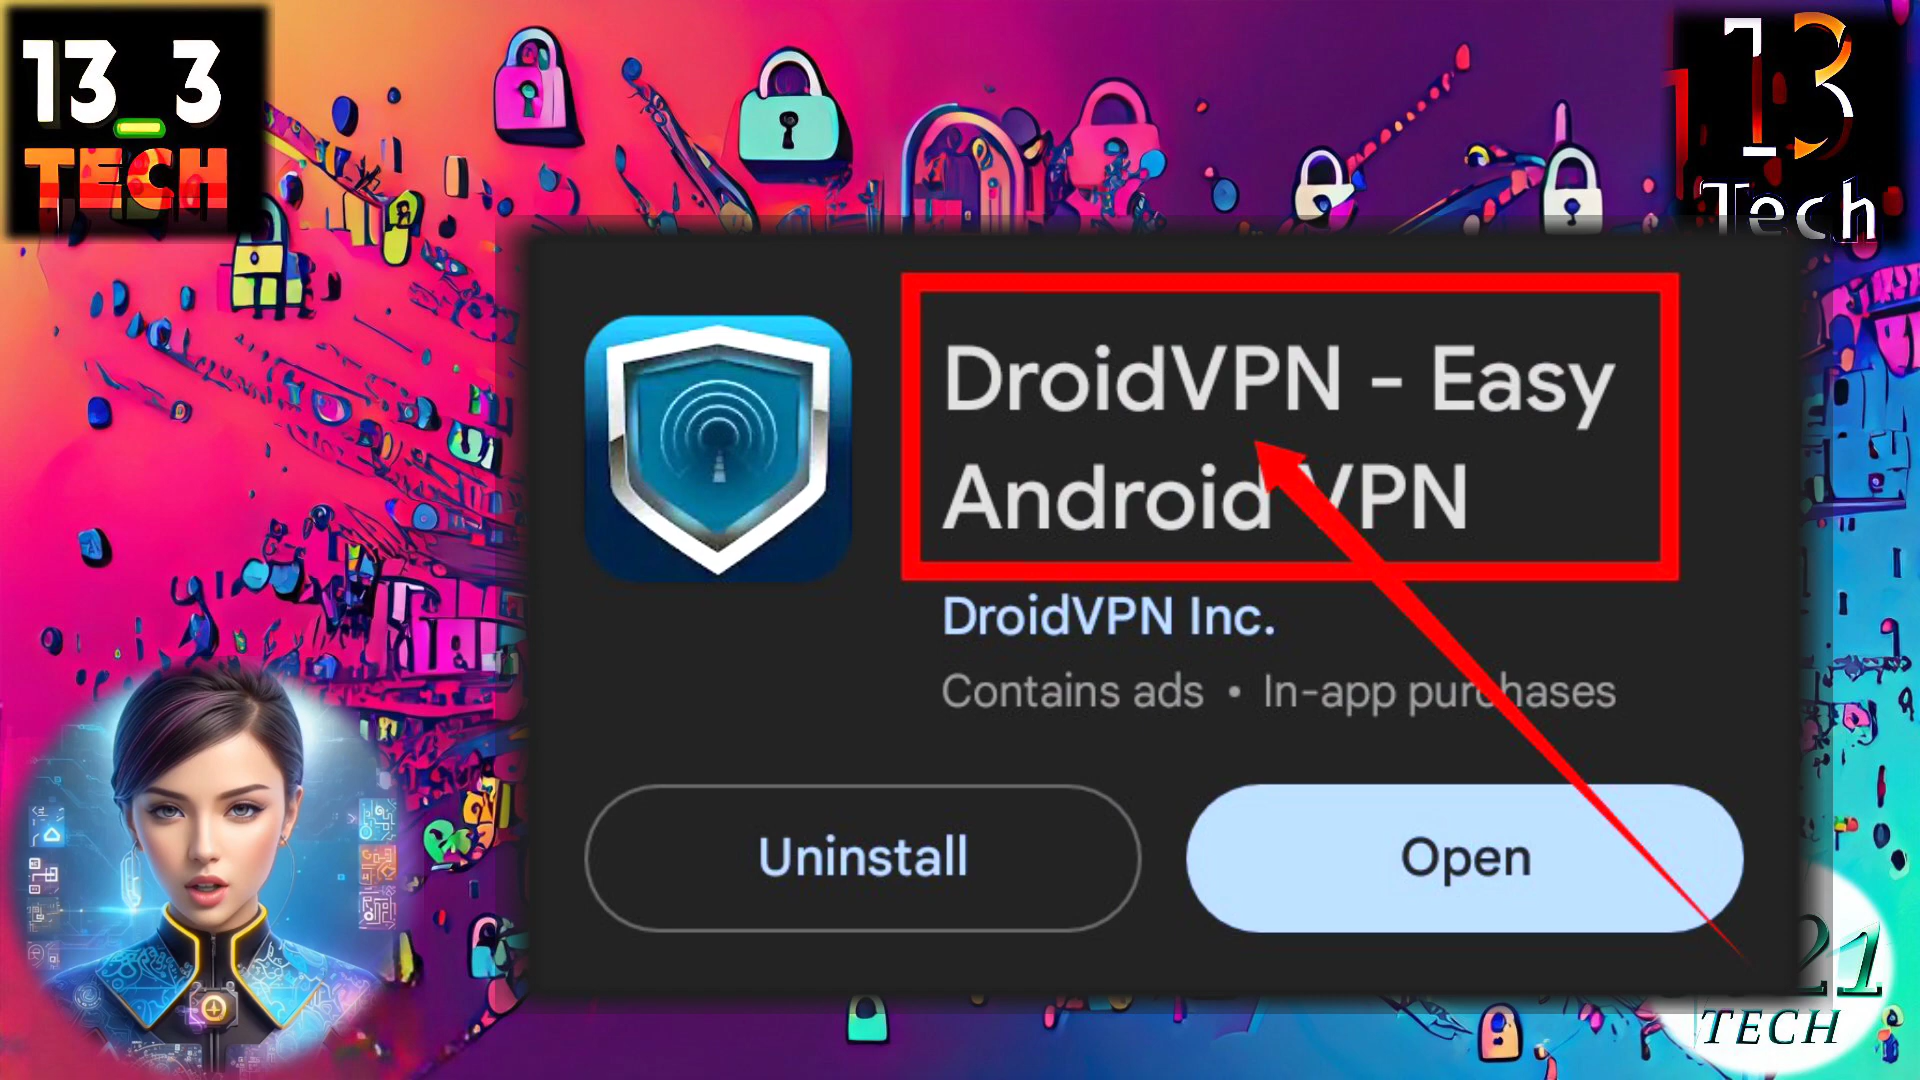 13_3
TECH
13
Tech
DroidVPN - Easy
Android VPN
DroidVPN Inc.
Contains ads • In-app purchases
Uninstall
Open
21
TECH